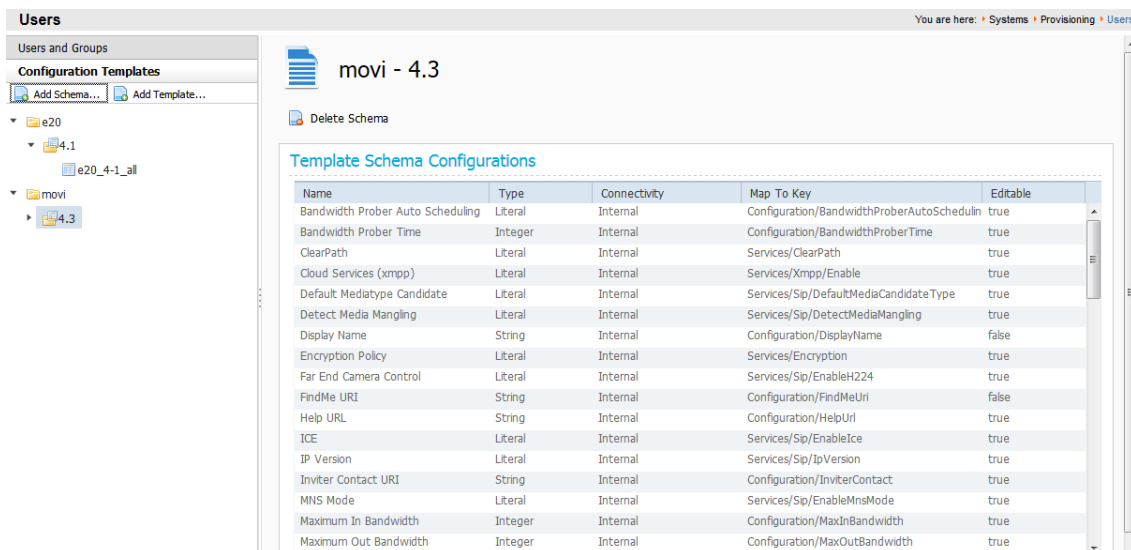 Users
You are here: Systems Provisioning Users
Users and Groups
Configuration Templates
Add Schema... Add Template...
e20
4.1
e20_4-1_all
movi
4.3
movi - 4.3
Delete Schema
Template Schema Configurations
Name Type Connectivity Map To Key Editable
Bandwidth Prober Auto Scheduling Literal Internal Configuration/BandwidthProberAutoSchedulin true
Bandwidth Prober Time Integer Internal Configuration/BandwidthProberTime true
ClearPath Literal Internal Services/ClearPath true
Cloud Services (xmpp) Literal Internal Services/Xmpp/Enable true
Default Mediatype Candidate Literal Internal Services/Sip/DefaultMediaCandidateType true
Detect Media Mangling Literal Internal Services/Sip/DetectMediaMangling true
Display Name String Internal Configuration/DisplayName false
Encryption Policy Literal Internal Services/Encryption true
Far End Camera Control Literal Internal Services/Sip/EnableH224 true
FindMe URI String Internal Configuration/FindMeUri false
Help URL String Internal Configuration/HelpUrl true
ICE Literal Internal Services/Sip/EnableIce true
IP Version Literal Internal Services/Sip/IpVersion true
Inviter Contact URI String Internal Configuration/InviterContact true
MNS Mode Literal Internal Services/Sip/EnableMnsMode true
Maximum In Bandwidth Integer Internal Configuration/MaxInBandwidth true
Maximum Out Bandwidth Integer Internal Configuration/MaxOutBandwidth true